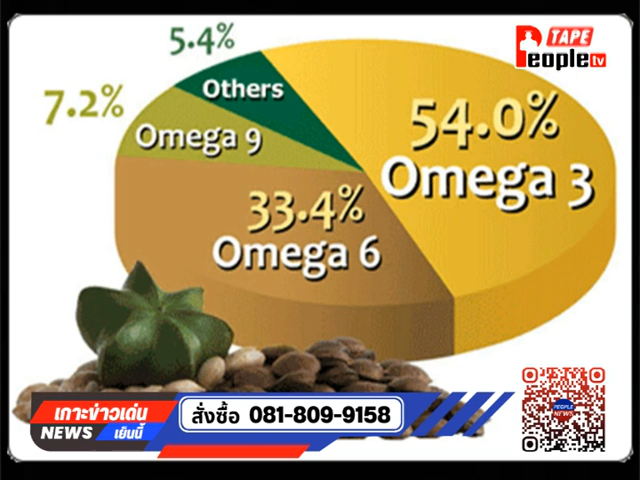 TAPE
People tv
5.4%
Others
7.2%
Omega 9
54.0%
Omega 3
33.4%
Omega 6
เกาะข่าวเด่น
NEWS เย็นนี้
สั่งซื้อ 081-809-9158
PEOPLE
NEWS